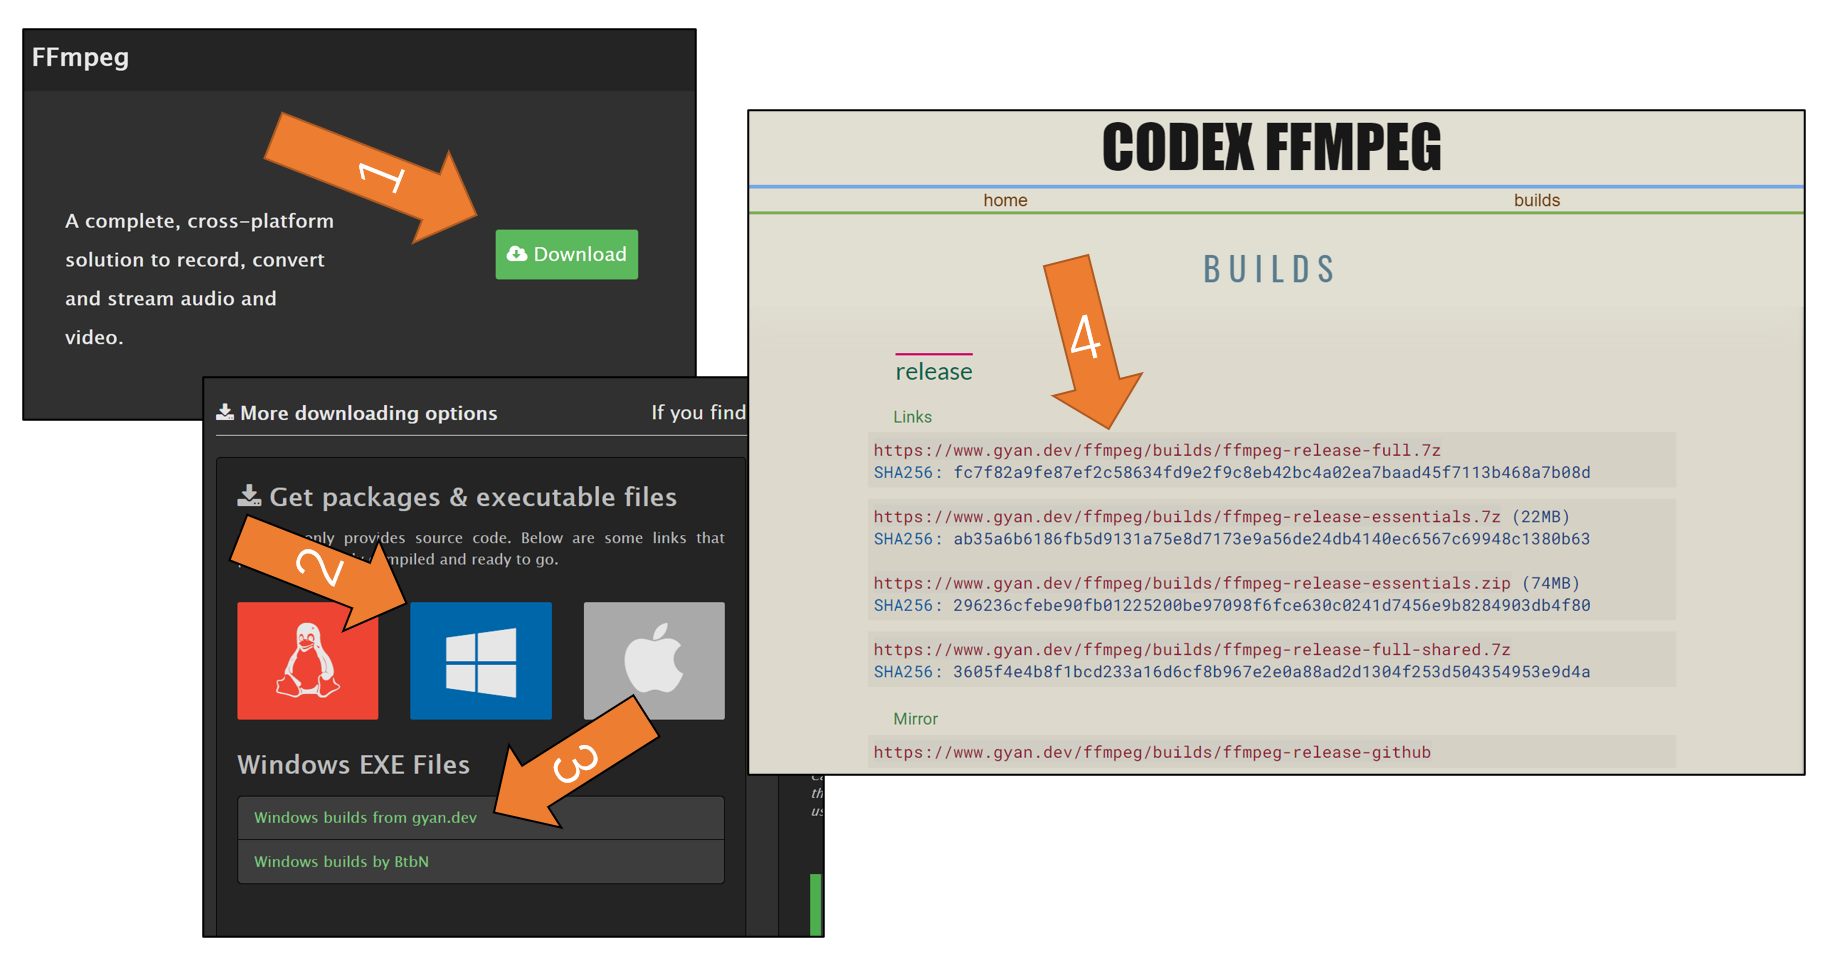 FFmpeg
1
A complete, cross-platform
solution to record, convert
and stream audio and
video.
Download
More downloading options
If you find
Get packages & executable files
only provides source code. Below are some links that
compiled and ready to go.
2
3
Windows EXE Files
Windows builds from gyan.dev
Windows builds by BtbN
th
us
CODEX FFMPEG
home
builds
BUILDS
4
release
Links
https://www.gyan.dev/ffmpeg/builds/ffmpeg-release-full.7z
SHA256: fc7f82a9fe87ef2c58634fd9e2f9c8eb42bc4a02ea7baad45f7113b468a7b08d
https://www.gyan.dev/ffmpeg/builds/ffmpeg-release-essentials.7z (22MB)
SHA256: ab35a6b6186fb5d9131a75e8d7173e9a56de24db4140ec6567c69948c1380b63
https://www.gyan.dev/ffmpeg/builds/ffmpeg-release-essentials.zip (74MB)
SHA256: 296236cfebe90fb01225200be97098f6fce630c0241d7456e9b8284903db4f80
https://www.gyan.dev/ffmpeg/builds/ffmpeg-release-full-shared.7z
SHA256: 3605f4e4b8f1bcd233a16d6cf8b967e2e0a88ad2d1304f253d504354953e9d4a
Mirror
https://www.gyan.dev/ffmpeg/builds/ffmpeg-release-github